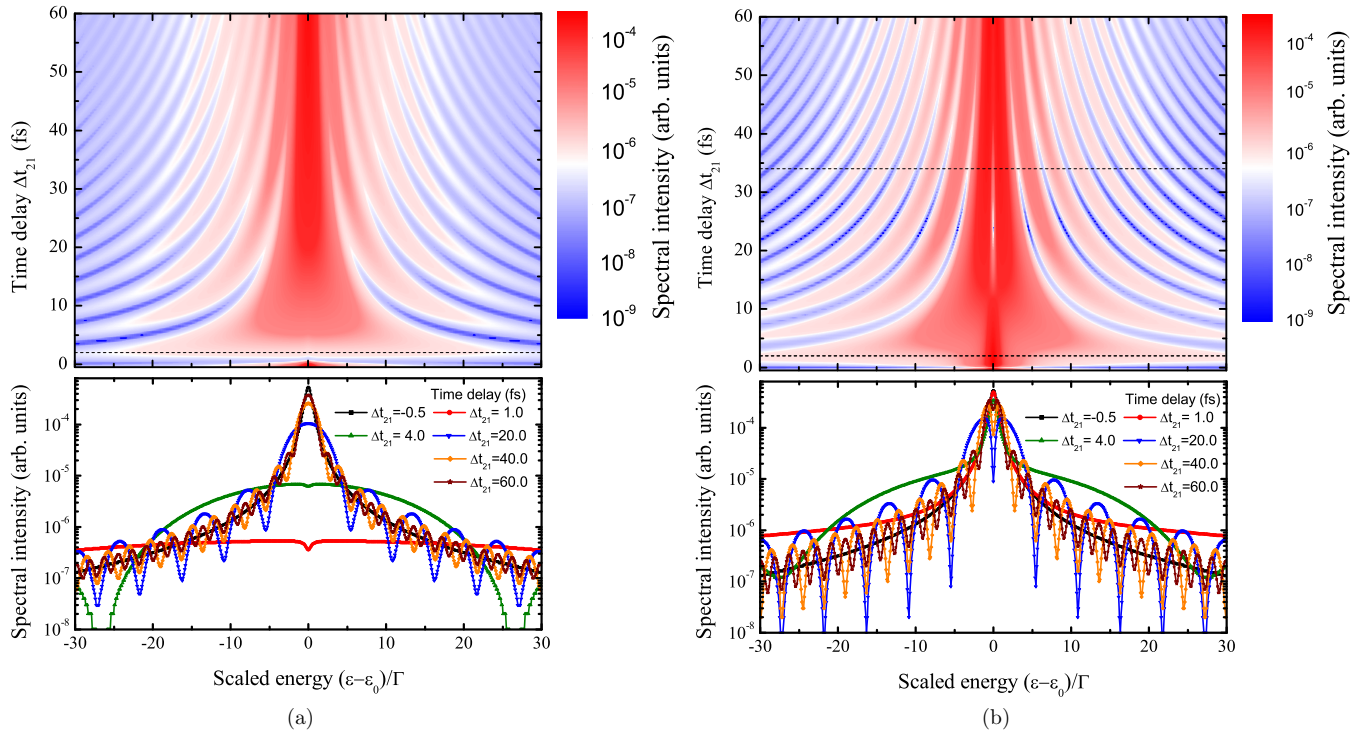 60
50
40
30
20
10
0
Time delay Δt21 (fs)
-20
-10
0
10
20
10-4
10-5
10-6
10-7
10-8
10-9
Spectral intensity (arb. units)
10-4
10-5
10-6
10-7
10-8
Spectral intensity (arb. units)
Time delay (fs)
Δt21=-0.5
Δt21= 1.0
Δt21= 4.0
Δt21=20.0
Δt21=40.0
Δt21=60.0
-30
-20
-10
0
10
20
30
Scaled energy (ε-ε0)/Γ
(a)
60
50
40
30
20
10
0
Time delay Δt21 (fs)
10-4
10-5
10-6
10-7
10-8
10-9
Spectral intensity (arb. units)
10-4
10-5
10-6
10-7
10-8
Spectral intensity (arb. units)
Time delay (fs)
Δt21=-0.5
Δt21= 1.0
Δt21= 4.0
Δt21=20.0
Δt21=40.0
Δt21=60.0
-30
-20
-10
0
10
20
30
Scaled energy (ε-ε0)/Γ
(b)